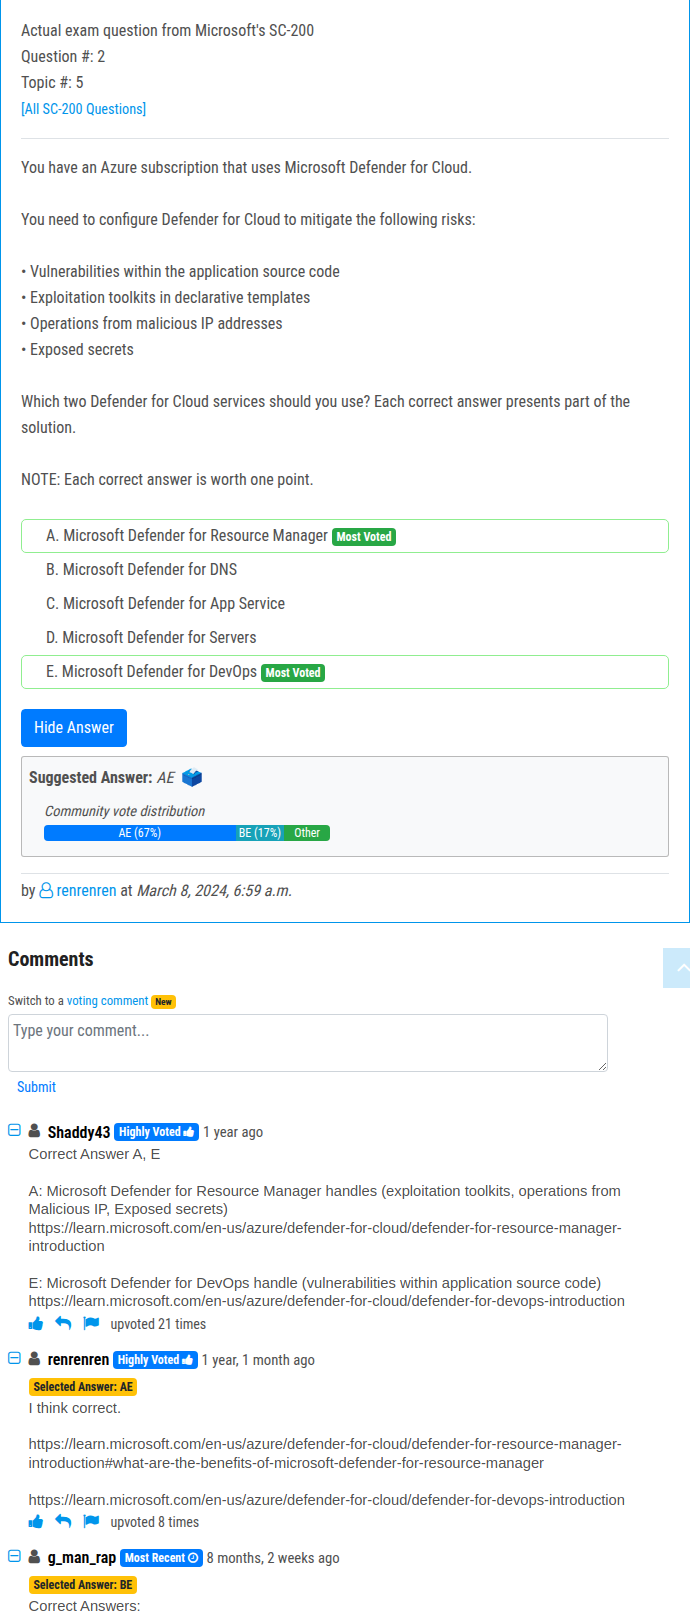 Actual exam question from Microsoft's SC-200
Question #: 2
Topic #: 5
[All SC-200 Questions]
You have an Azure subscription that uses Microsoft Defender for Cloud.
You need to configure Defender for Cloud to mitigate the following risks:
• Vulnerabilities within the application source code
• Exploitation toolkits in declarative templates
• Operations from malicious IP addresses
• Exposed secrets
Which two Defender for Cloud services should you use? Each correct answer presents part of the
solution.
NOTE: Each correct answer is worth one point.
A. Microsoft Defender for Resource Manager Most Voted
B. Microsoft Defender for DNS
C. Microsoft Defender for App Service
D. Microsoft Defender for Servers
E. Microsoft Defender for DevOps Most Voted
Hide Answer
Suggested Answer: AE
Community vote distribution
AE (67%) BE (17%) Other
by renrenren at March 8, 2024, 6:59 a.m.
Comments
Switch to a voting comment New
Type your comment...
Submit
Shaddy43 Highly Voted 1 year ago
Correct Answer A, E
A: Microsoft Defender for Resource Manager handles (exploitation toolkits, operations from
Malicious IP, Exposed secrets)
https://learn.microsoft.com/en-us/azure/defender-for-cloud/defender-for-resource-manager-
introduction
E: Microsoft Defender for DevOps handle (vulnerabilities within application source code)
https://learn.microsoft.com/en-us/azure/defender-for-cloud/defender-for-devops-introduction
upvoted 21 times
renrenren Highly Voted 1 year, 1 month ago
Selected Answer: AE
I think correct.
https://learn.microsoft.com/en-us/azure/defender-for-cloud/defender-for-resource-manager-
introduction#what-are-the-benefits-of-microsoft-defender-for-resource-manager
https://learn.microsoft.com/en-us/azure/defender-for-cloud/defender-for-devops-introduction
upvoted 8 times
g_man_rap Most Recent 8 months, 2 weeks ago
Selected Answer: BE
Correct Answers: